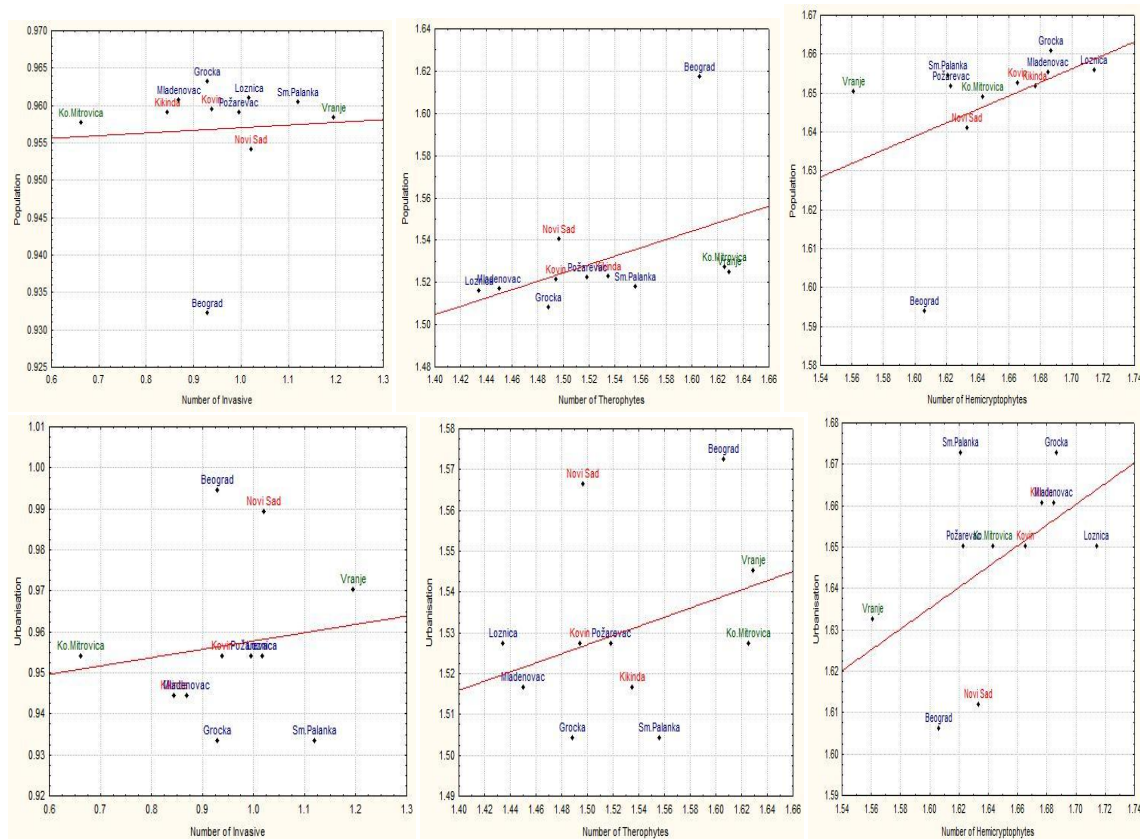 0.970
0.965
0.960
0.955
0.950
0.945
0.940
0.935
0.930
0.925
Population
Grocka
Mladenovac
Loznica
Sm.Palanka
Kikinda
Kovin
Požarevac
Ko.Mitrovica
Vranje
Novi Sad
Beograd
0.6 0.7 0.8 0.9 1.0 1.1 1.2 1.3
Number of Invasive
1.64
1.62
1.60
1.58
1.56
1.54
1.52
1.50
1.48
Population
Beograd
Novi Sad
Ko.Mitrovica
Vranje
Požarevac
Kikinda
Kovin
Mladenovac
Loznica
Sm.Palanka
Grocka
1.40 1.42 1.44 1.46 1.48 1.50 1.52 1.54 1.56 1.58 1.60 1.62 1.64 1.66
Number of Therophytes
1.67
1.66
1.65
1.64
1.63
1.62
1.61
1.60
1.59
1.58
Population
Grocka
Sm.Palanka
Mladenovac
Loznica
Vranje
Požarevac
Kovin
Kikinda
Ko.Mitrovica
Novi Sad
Beograd
1.54 1.56 1.58 1.60 1.62 1.64 1.66 1.68 1.70 1.72 1.74
Number of Hemicryptophytes
1.01
1.00
0.99
0.98
0.97
0.96
0.95
0.94
0.93
0.92
Urbanisation
Beograd
Novi Sad
Vranje
Ko.Mitrovica
Kovin
Požarevac
Loznica
Kikinda
Mladenovac
Grocka
Sm.Palanka
0.6 0.7 0.8 0.9 1.0 1.1 1.2 1.3
Number of Invasive
1.58
1.57
1.56
1.55
1.54
1.53
1.52
1.51
1.50
1.49
Urbanisation
Beograd
Novi Sad
Vranje
Loznica
Kovin
Požarevac
Ko.Mitrovica
Mladenovac
Kikinda
Grocka
Sm.Palanka
1.40 1.42 1.44 1.46 1.48 1.50 1.52 1.54 1.56 1.58 1.60 1.62 1.64 1.66
Number of Therophytes
1.68
1.67
1.66
1.65
1.64
1.63
1.62
1.61
1.60
1.59
Urbanisation
Sm.Palanka
Grocka
Kikinda
Mladenovac
Požarevac
Ko.Mitrovica
Kovin
Loznica
Vranje
Novi Sad
Beograd
1.54 1.56 1.58 1.60 1.62 1.64 1.66 1.68 1.70 1.72 1.74
Number of Hemicryptophytes